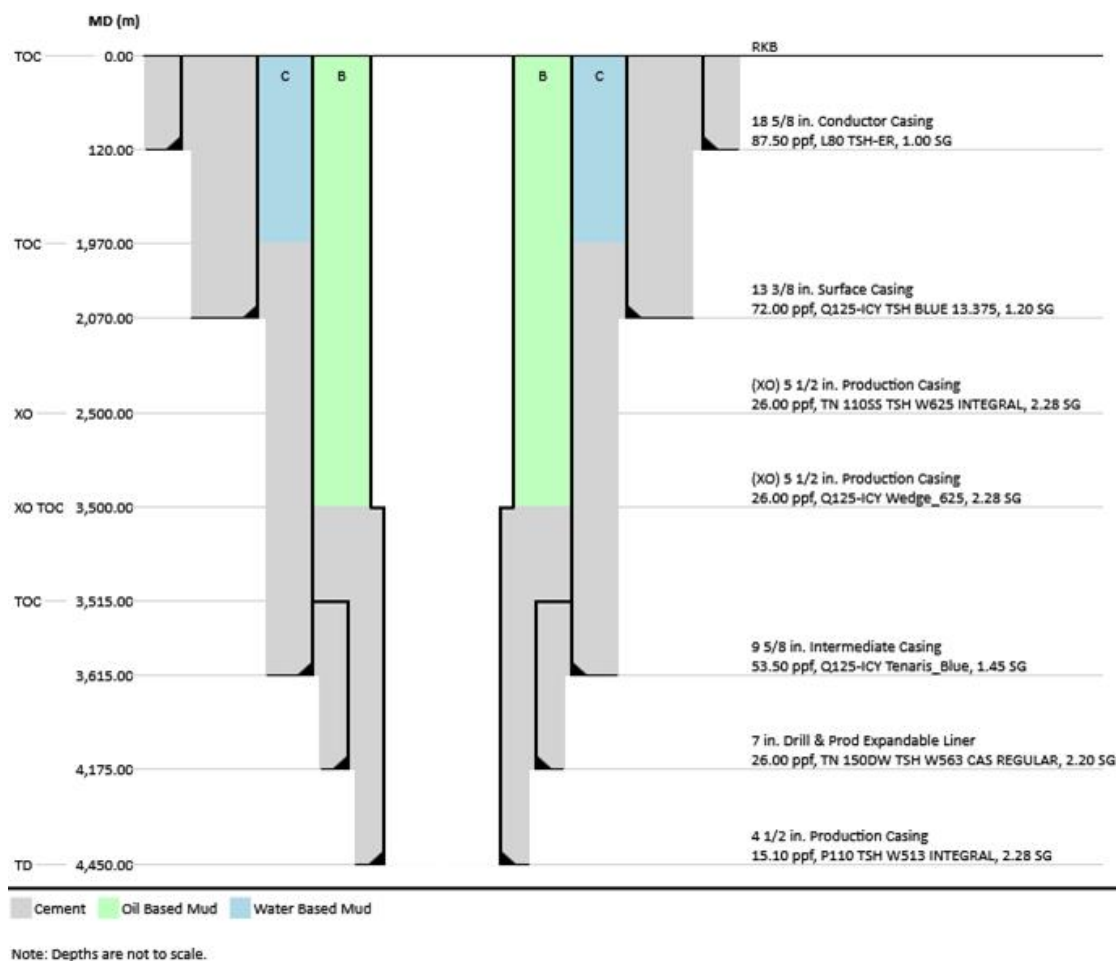 MD (m)
RKB
TOC 0.00
C B B C
18 5/8 in. Conductor Casing
87.50 ppf, L80 TSH-ER, 1.00 SG
120.00
TOC 1,970.00
13 3/8 in. Surface Casing
72.00 ppf, Q125-ICY TSH BLUE 13.375, 1.20 SG
2,070.00
(XO) 5 1/2 in. Production Casing
26.00 ppf, TN 110SS TSH W625 INTEGRAL, 2.28 SG
XO 2,500.00
(XO) 5 1/2 in. Production Casing
26.00 ppf, Q125-ICY Wedge_625, 2.28 SG
XO TOC 3,500.00
TOC 3,515.00
9 5/8 in. Intermediate Casing
53.50 ppf, Q125-ICY Tenaris_Blue, 1.45 SG
3,615.00
7 in. Drill & Prod Expandable Liner
26.00 ppf, TN 150DW TSH W563 CAS REGULAR, 2.20 SG
4,175.00
4 1/2 in. Production Casing
15.10 ppf, P110 TSH W513 INTEGRAL, 2.28 SG
TD 4,450.00
Cement Oil Based Mud Water Based Mud
Note: Depths are not to scale.